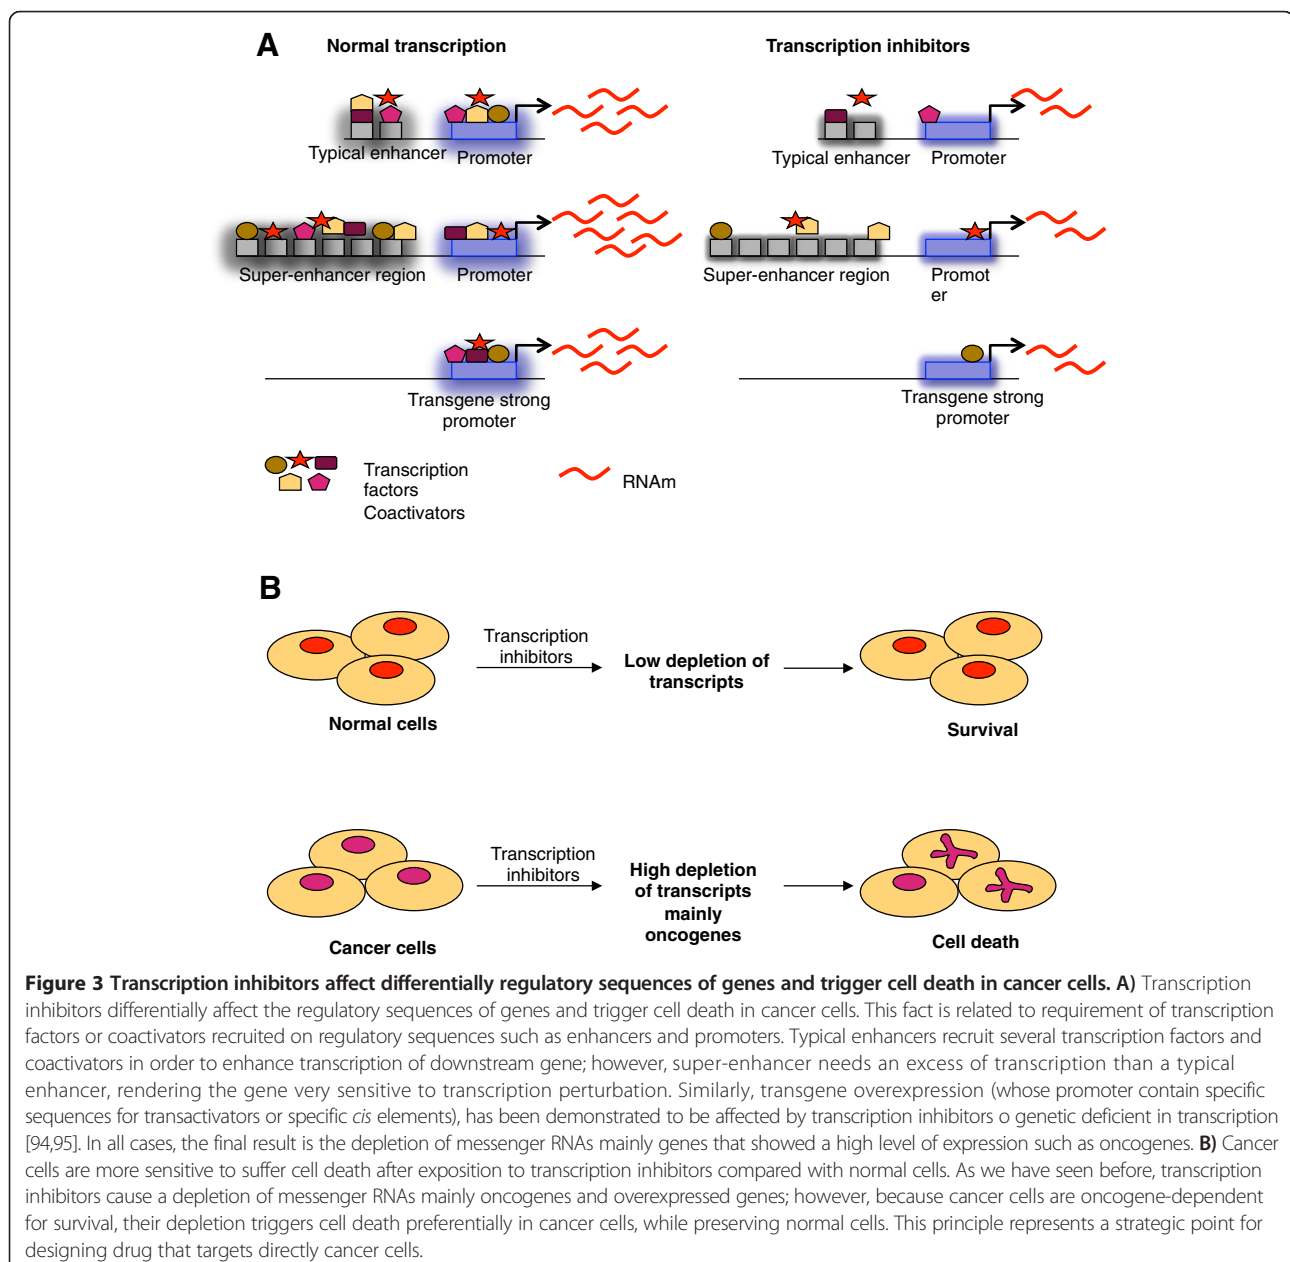 A
Normal transcription
Transcription inhibitors
Typical enhancer
Promoter
Typical enhancer
Promoter
Super-enhancer region
Promoter
Super-enhancer region
Promot
er
Transgene strong
promoter
Transgene strong
promoter
Transcription
factors
Coactivators
RNAm
B
Normal cells
Transcription
inhibitors
Low depletion of
transcripts
Survival
Cancer cells
Transcription
inhibitors
High depletion
of transcripts
mainly
oncogenes
Cell death
Figure 3 Transcription inhibitors affect differentially regulatory sequences of genes and trigger cell death in cancer cells. A) Transcription
inhibitors differentially affect the regulatory sequences of genes and trigger cell death in cancer cells. This fact is related to requirement of transcription
factors or coactivators recruited on regulatory sequences such as enhancers and promoters. Typical enhancers recruit several transcription factors and
coactivators in order to enhance transcription of downstream gene; however, super-enhancer needs an excess of transcription than a typical
enhancer, rendering the gene very sensitive to transcription perturbation. Similarly, transgene overexpression (whose promoter contain specific
sequences for transactivators or specific cis elements), has been demonstrated to be affected by transcription inhibitors o genetic deficient in transcription
[94,95]. In all cases, the final result is the depletion of messenger RNAs mainly genes that showed a high level of expression such as oncogenes. B) Cancer
cells are more sensitive to suffer cell death after exposition to transcription inhibitors compared with normal cells. As we have seen before, transcription
inhibitors cause a depletion of messenger RNAs mainly oncogenes and overexpressed genes; however, because cancer cells are oncogene-dependent
for survival, their depletion triggers cell death preferentially in cancer cells, while preserving normal cells. This principle represents a strategic point for
designing drug that targets directly cancer cells.